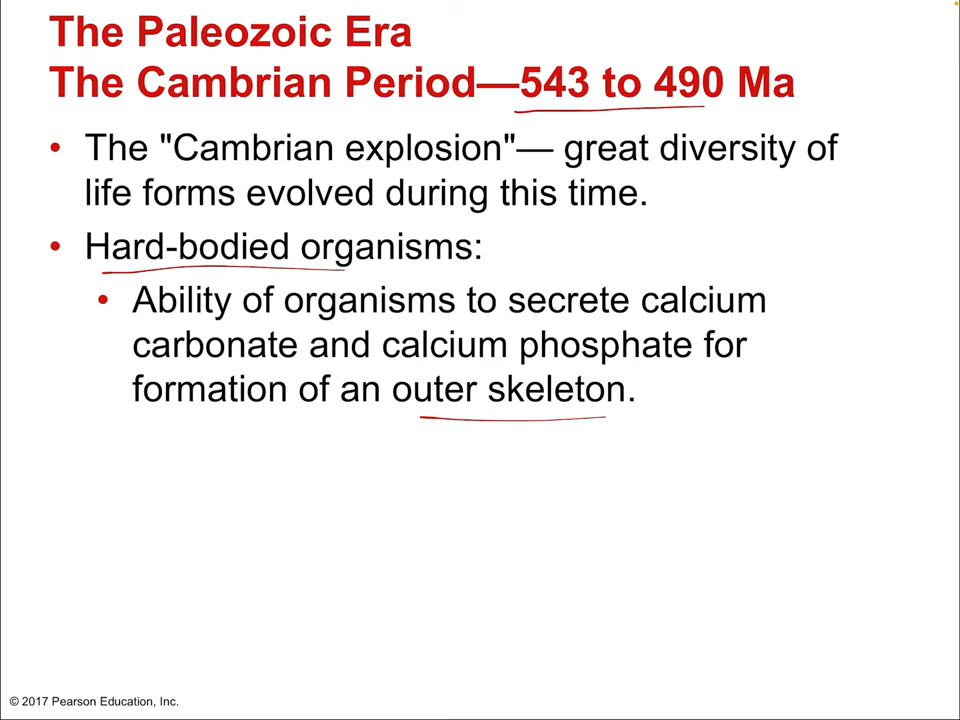 The Paleozoic Era
The Cambrian Period—543 to 490 Ma
• The "Cambrian explosion"— great diversity of
life forms evolved during this time.
• Hard-bodied organisms:
• Ability of organisms to secrete calcium
carbonate and calcium phosphate for
formation of an outer skeleton.
© 2017 Pearson Education, Inc.